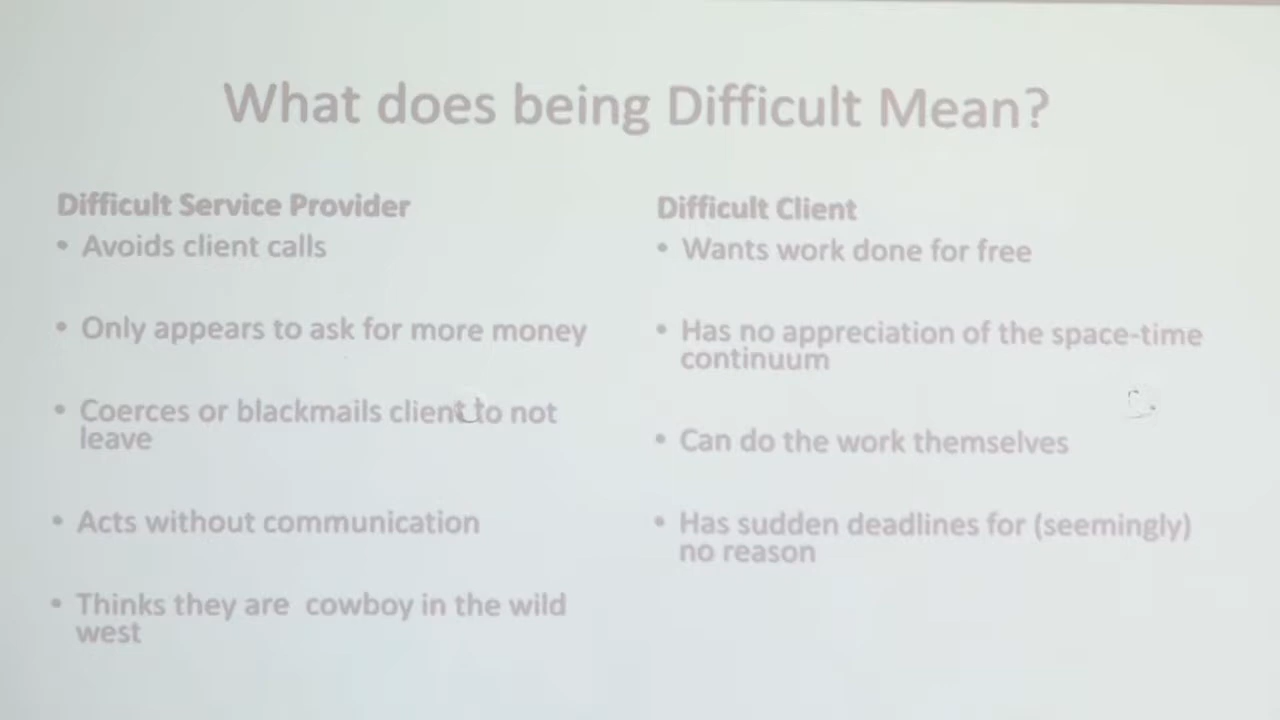 What does being Difficult Mean?
Difficult Service Provider
• Avoids client calls
• Only appears to ask for more money
• Coerces or blackmails client to not
leave
• Acts without communication
• Thinks they are cowboy in the wild
west
Difficult Client
• Wants work done for free
• Has no appreciation of the space-time
continuum
• Can do the work themselves
• Has sudden deadlines for (seemingly)
no reason